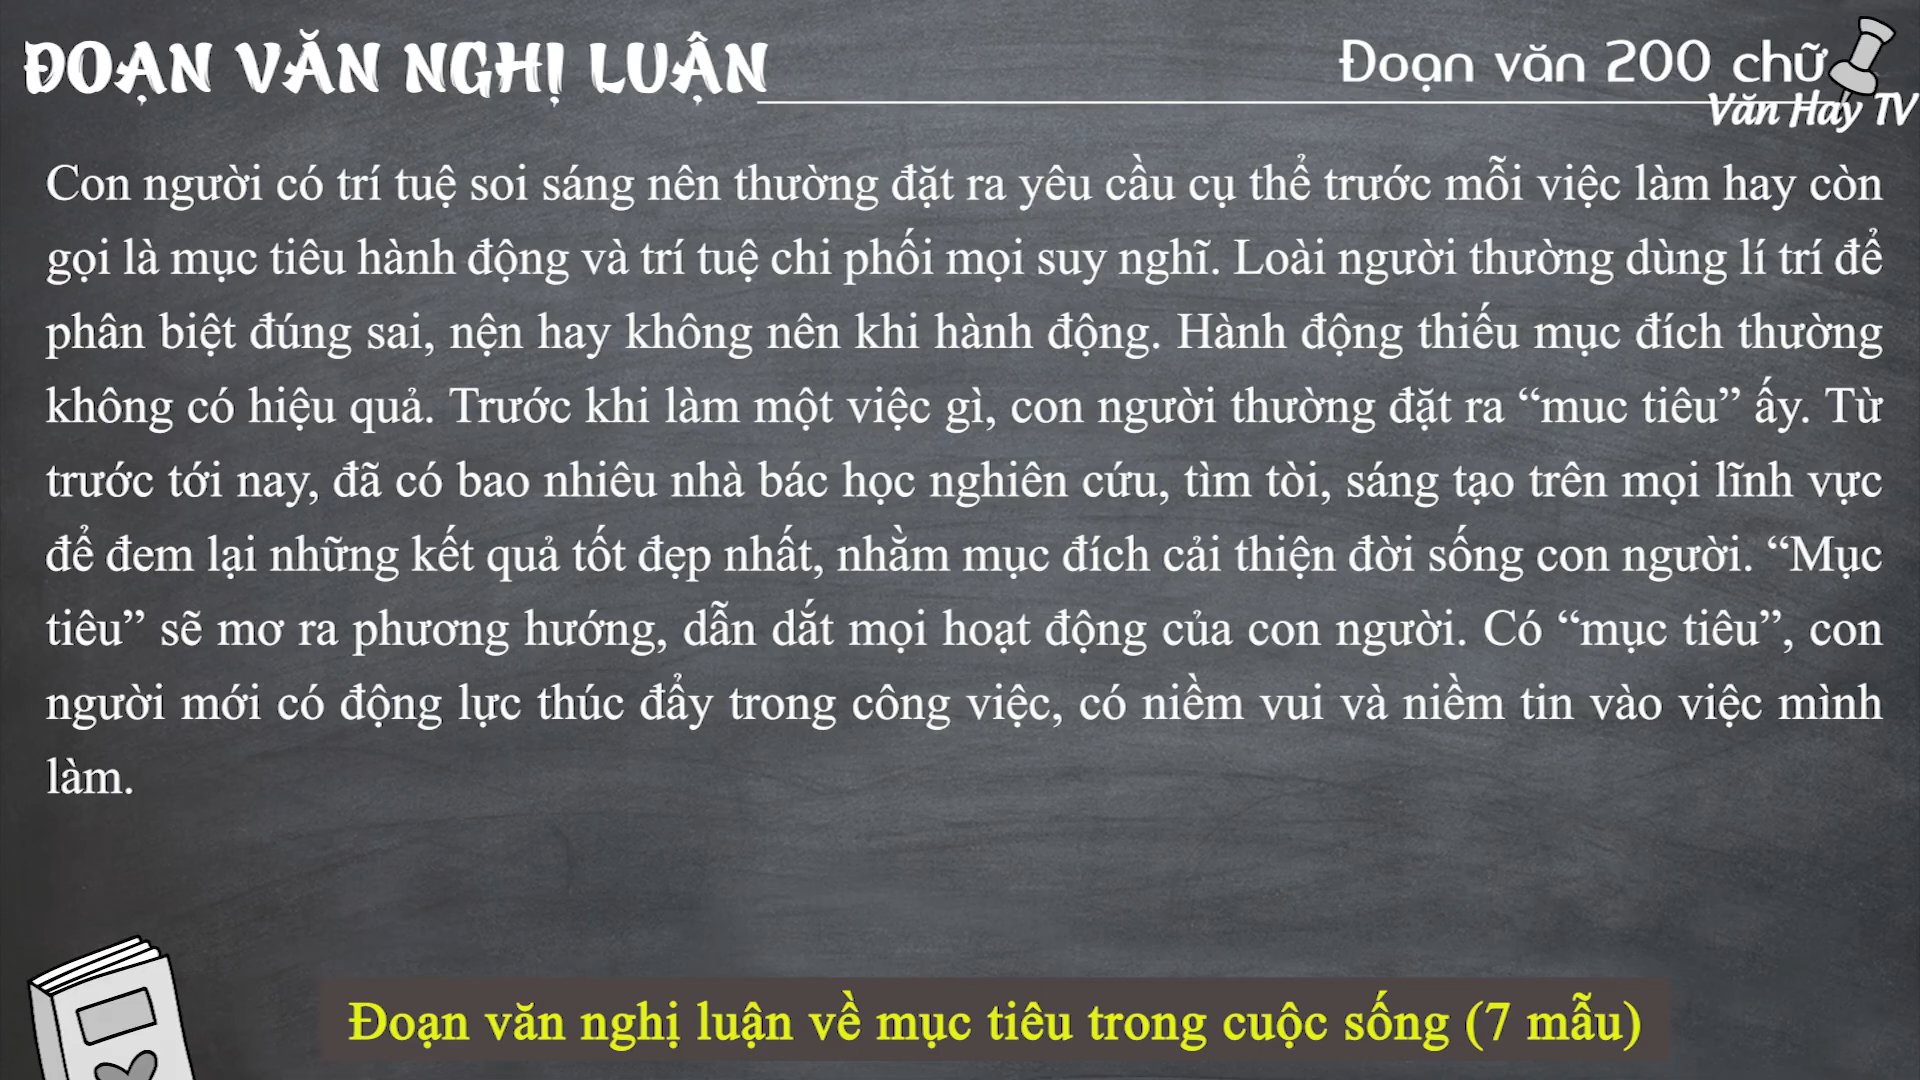 ĐOẠN VĂN NGHỊ LUẬN
Đoạn văn 200 chữ
Văn Hay TV
Con người có trí tuệ soi sáng nên thường đặt ra yêu cầu cụ thể trước mỗi việc làm hay còn
gọi là mục tiêu hành động và trí tuệ chi phối mọi suy nghĩ. Loài người thường dùng lí trí để
phân biệt đúng sai, nện hay không nên khi hành động. Hành động thiếu mục đích thường
không có hiệu quả. Trước khi làm một việc gì, con người thường đặt ra “muc tiêu” ấy. Từ
trước tới nay, đã có bao nhiêu nhà bác học nghiên cứu, tìm tòi, sáng tạo trên mọi lĩnh vực
để đem lại những kết quả tốt đẹp nhất, nhằm mục đích cải thiện đời sống con người. “Mục
tiêu” sẽ mơ ra phương hướng, dẫn dắt mọi hoạt động của con người. Có “mục tiêu”, con
người mới có động lực thúc đẩy trong công việc, có niềm vui và niềm tin vào việc mình
làm.
Đoạn văn nghị luận về mục tiêu trong cuộc sống (7 mẫu)